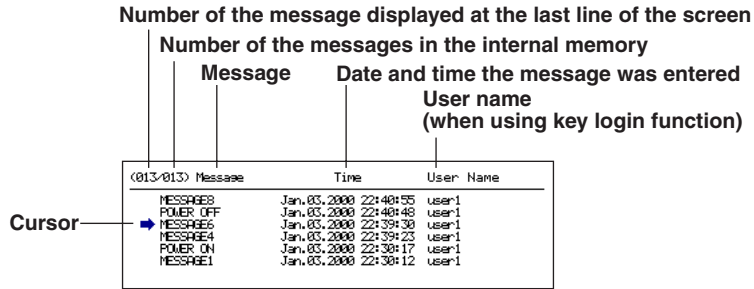 Number of the message displayed at the last line of the screen
Number of the messages in the internal memory
Message Date and time the message was entered
User name
(when using key login function)
(013/013) Message Time User Name
MESSAGE8 Jan.03.2000 22:40:55 user1
POWER OFF Jan.03.2000 22:40:48 user1
Cursor MESSAGE6 Jan.03.2000 22:39:30 user1
MESSAGE4 Jan.03.2000 22:39:23 user1
POWER ON Jan.03.2000 22:30:17 user1
MESSAGE1 Jan.03.2000 22:30:12 user1